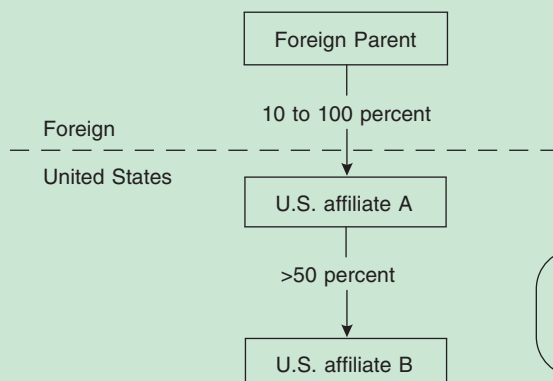 Foreign Parent
10 to 100 percent
Foreign
United States
U.S. affiliate A
>50 percent
U.S. affiliate B